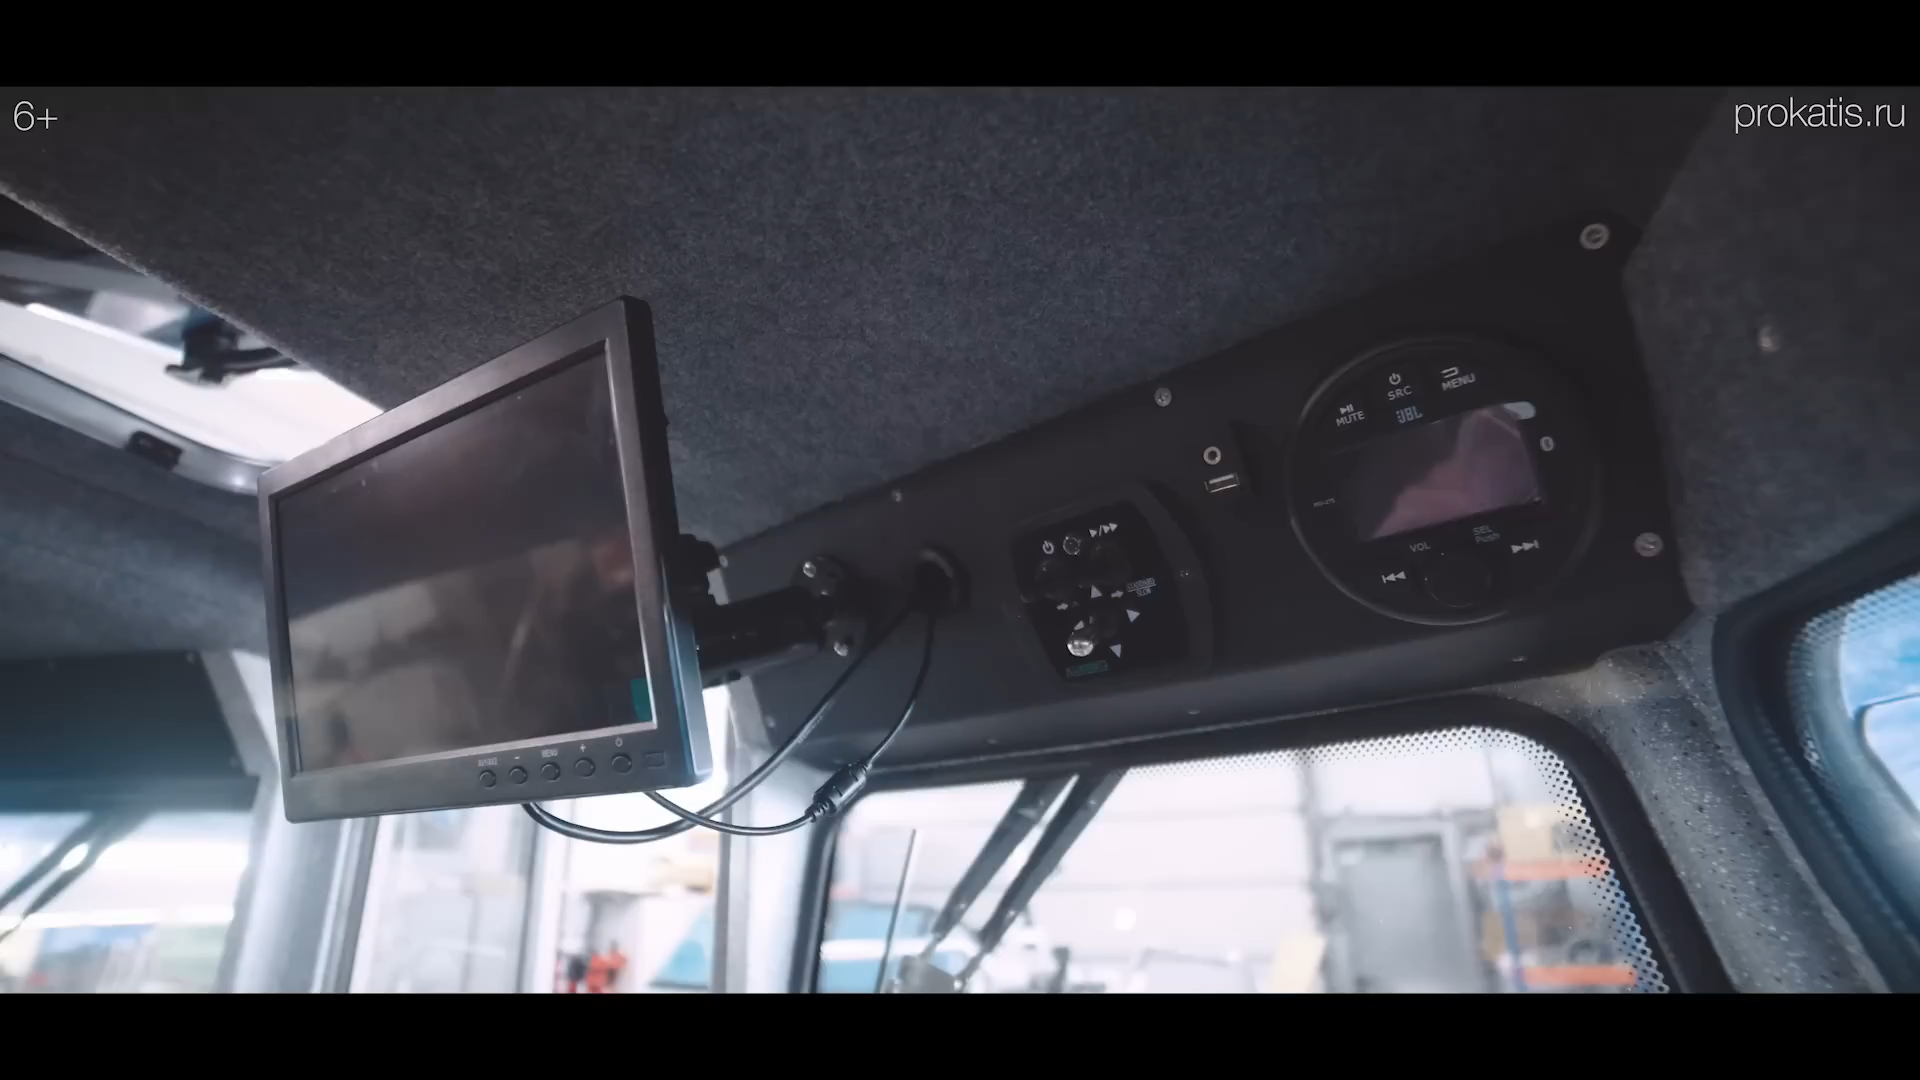 6+
prokatis.ru
SRC
MENU
MUTE
JBL
VOL
SEL
Push
MENU